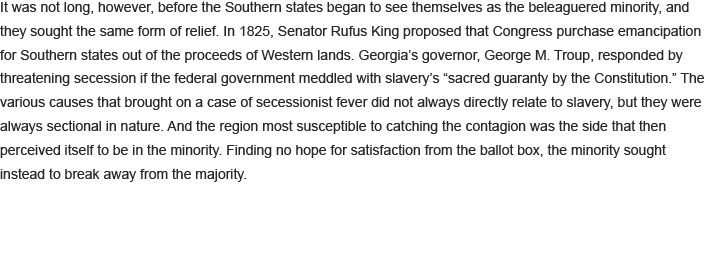 It was not long, however, before the Southern states began to see themselves as the beleaguered minority, and
they sought the same form of relief. In 1825, Senator Rufus King proposed that Congress purchase emancipation
for Southern states out of the proceeds of Western lands. Georgia’s governor, George M. Troup, responded by
threatening secession if the federal government meddled with slavery’s “sacred guaranty by the Constitution.” The
various causes that brought on a case of secessionist fever did not always directly relate to slavery, but they were
always sectional in nature. And the region most susceptible to catching the contagion was the side that then
perceived itself to be in the minority. Finding no hope for satisfaction from the ballot box, the minority sought
instead to break away from the majority.